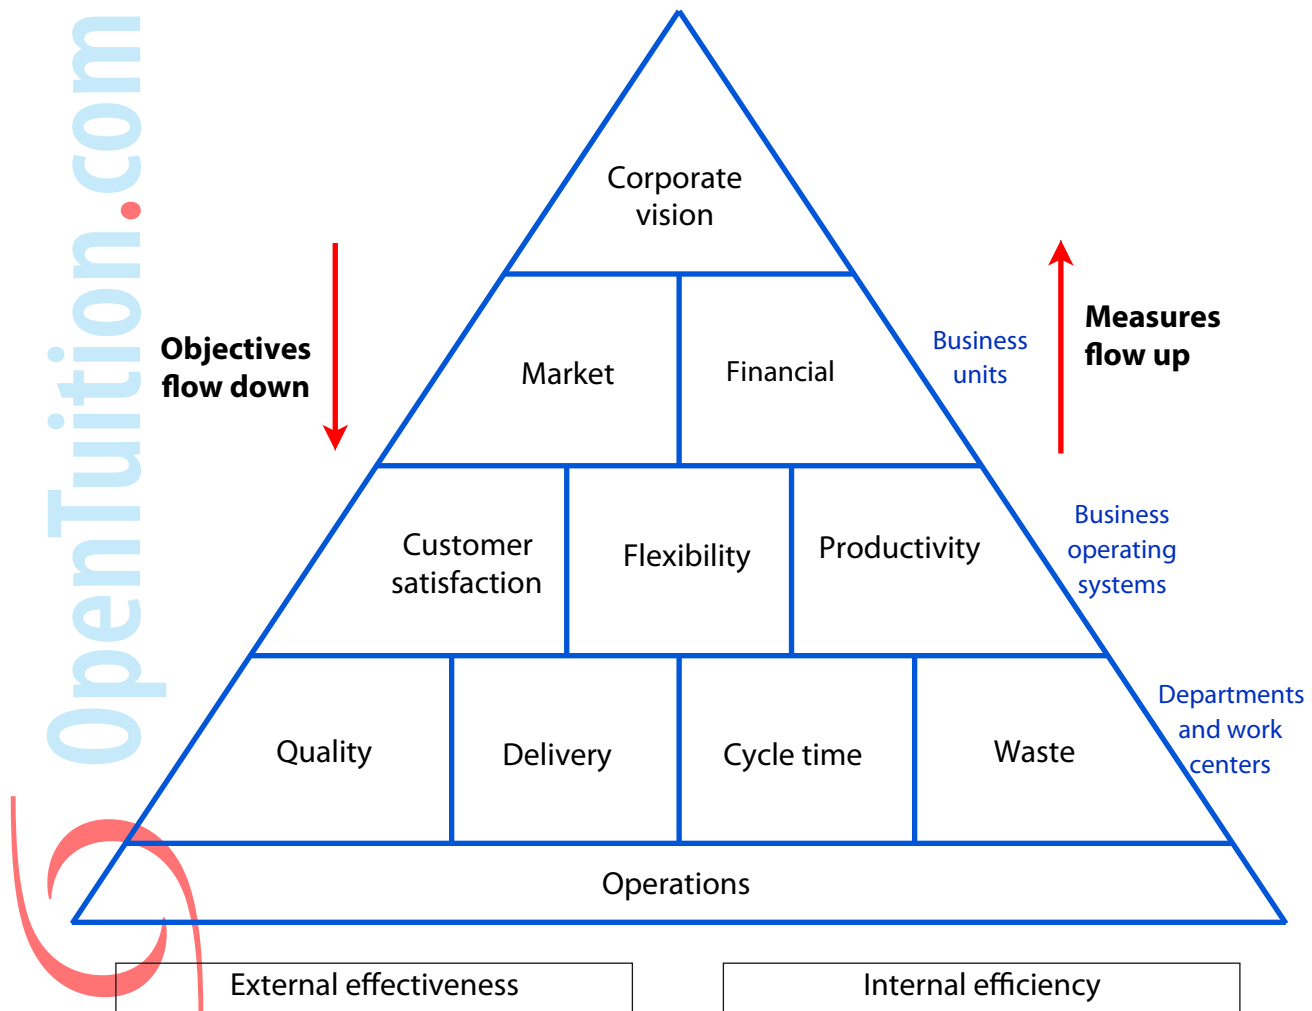 OpenTuition.com
Corporate
vision
Objectives
flow down
Measures
flow up
Market
Financial
Business
units
Customer
satisfaction
Flexibility
Productivity
Business
operating
systems
Quality
Delivery
Cycle time
Waste
Departments
and work
centers
Operations
External effectiveness
Internal efficiency